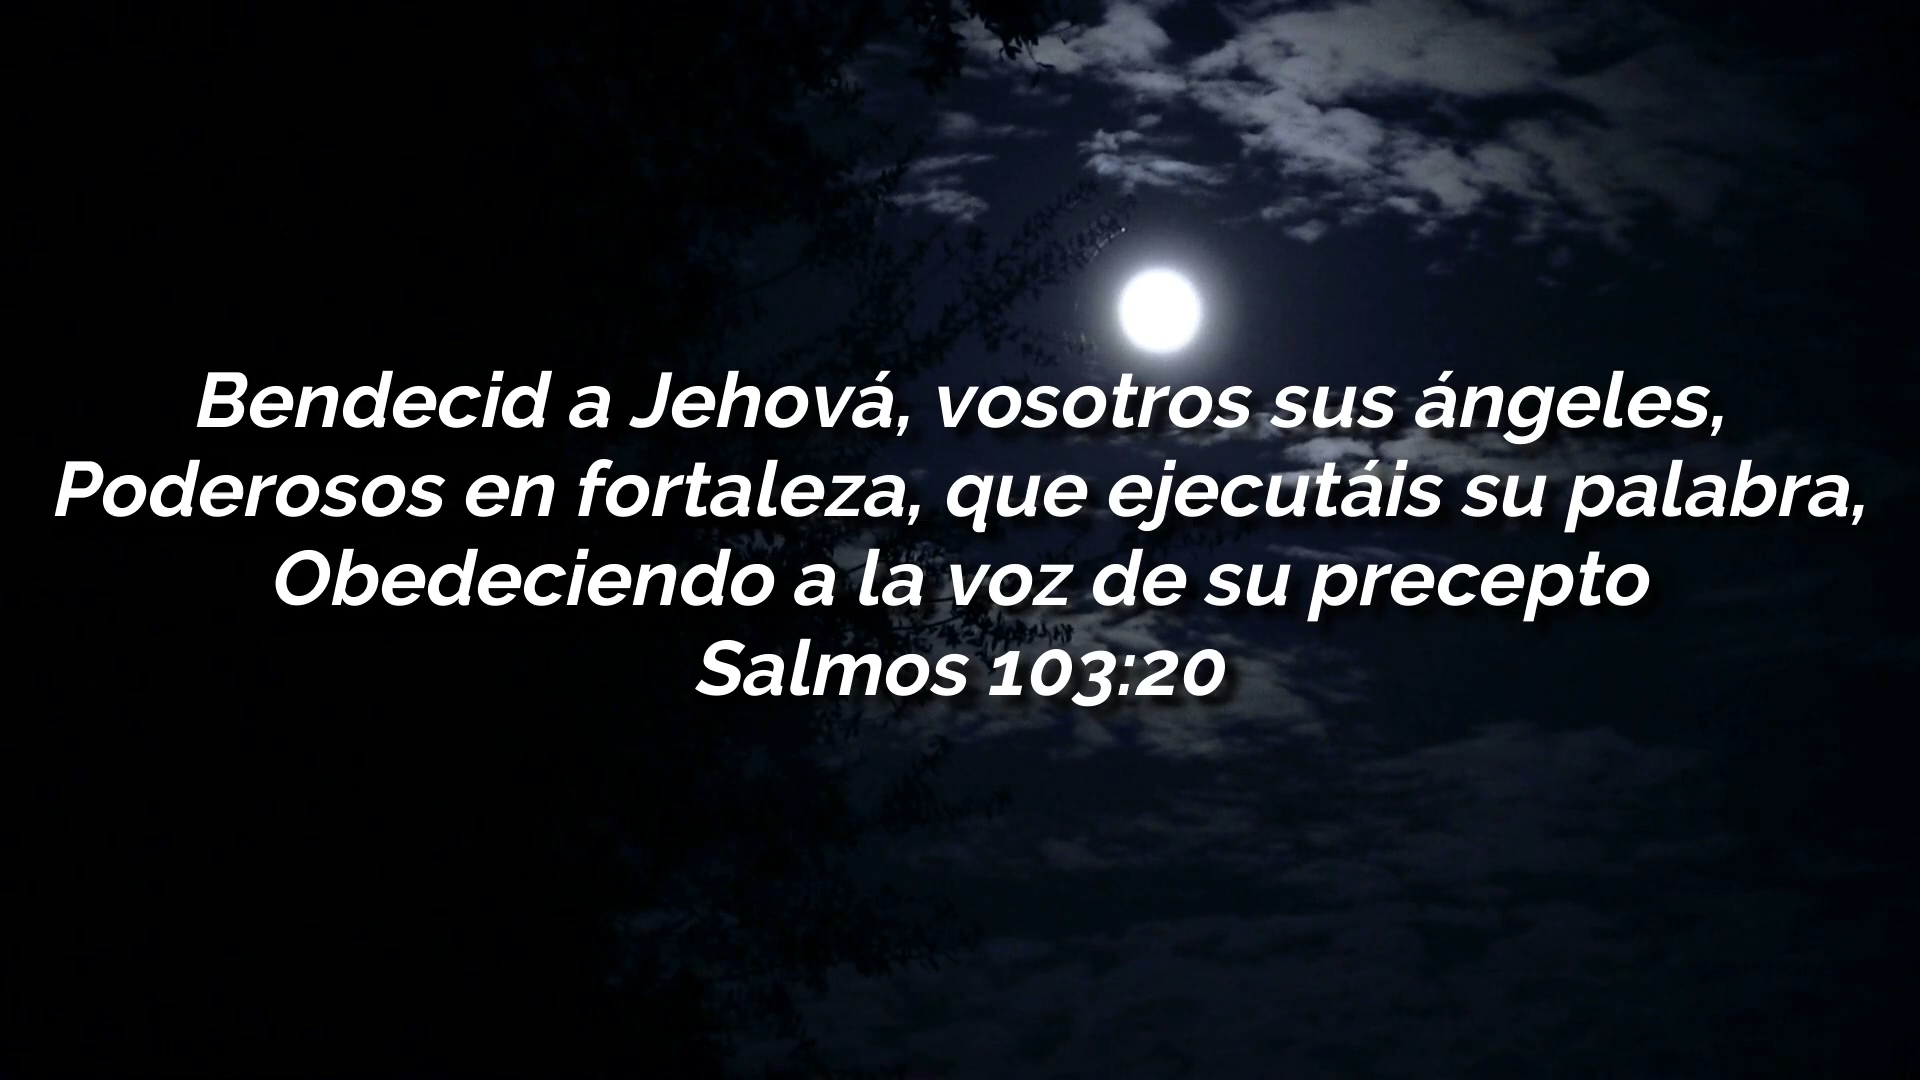 Bendecid a Jehová, vosotros sus ángeles,
Poderosos en fortaleza, que ejecutáis su palabra,
Obedeciendo a la voz de su precepto
Salmos 103:20